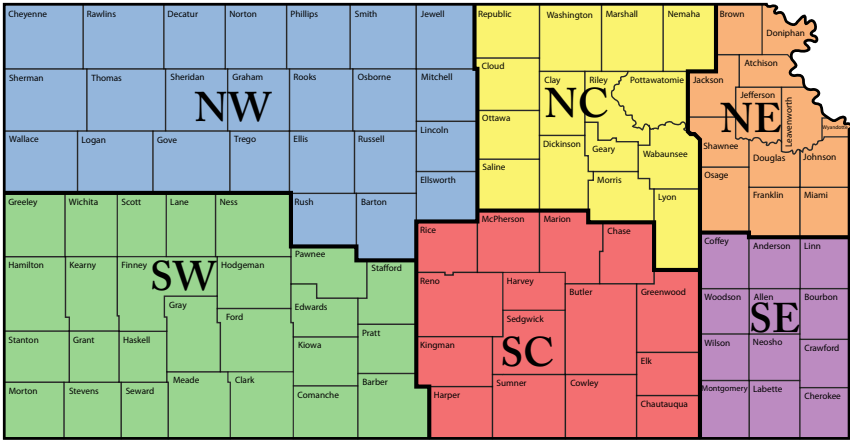 Cheyenne
Rawlins
Decatur
Norton
Phillips
Smith
Jewell
Sherman
Thomas
Sheridan
Graham
Rooks
Osborne
Mitchell
NW
Lincoln
Wallace
Logan
Gove
Trego
Ellis
Russell
Ellsworth
Rush
Barton
Republic
Washington
Marshall
Nemaha
Cloud
Clay
Riley
Pottawatomie
NC
Ottawa
Dickinson
Geary
Wabaunsee
Saline
Morris
Lyon
Brown
Doniphan
Atchison
Jackson
Jefferson
Leavenworth
NE
Wyandotte
Shawnee
Douglas
Johnson
Osage
Franklin
Miami
Greeley
Wichita
Scott
Lane
Ness
Pawnee
Stafford
Hamilton
Kearny
Finney
SW
Hodgeman
Gray
Ford
Edwards
Pratt
Stanton
Grant
Haskell
Kiowa
Meade
Clark
Barber
Morton
Stevens
Seward
Comanche
McPherson
Marion
Chase
Rice
Reno
Harvey
Butler
Greenwood
Sedgwick
SC
Kingman
Elk
Sumner
Cowley
Harper
Chautauqua
Coffey
Anderson
Linn
Woodson
Allen
Bourbon
SE
Wilson
Neosho
Crawford
Montgomery
Labette
Cherokee